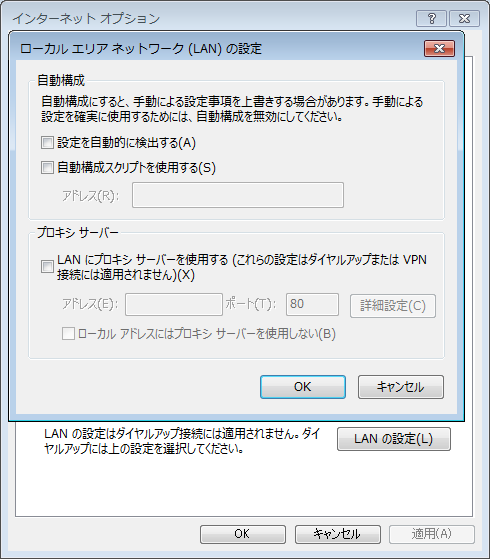 インターネット オプション
ローカル エリア ネットワーク (LAN) の設定
自動構成
自動構成にすると、手動による設定事項を上書きする場合があります。手動による
設定を確実に使用するためには、自動構成を無効にしてください。
設定を自動的に検出する(A)
自動構成スクリプトを使用する(S)
アドレス(R):
プロキシ サーバー
LAN にプロキシ サーバーを使用する (これらの設定はダイヤルアップまたは VPN
接続には適用されません)(X)
アドレス(E):
ポート(T):
80
詳細設定(C)
ローカル アドレスにはプロキシ サーバーを使用しない(B)
OK
キャンセル
LAN の設定はダイヤルアップ接続には適用されません。ダイ
ヤルアップには上の設定を選択してください。
LAN の設定(L)
OK
キャンセル
適用(A)